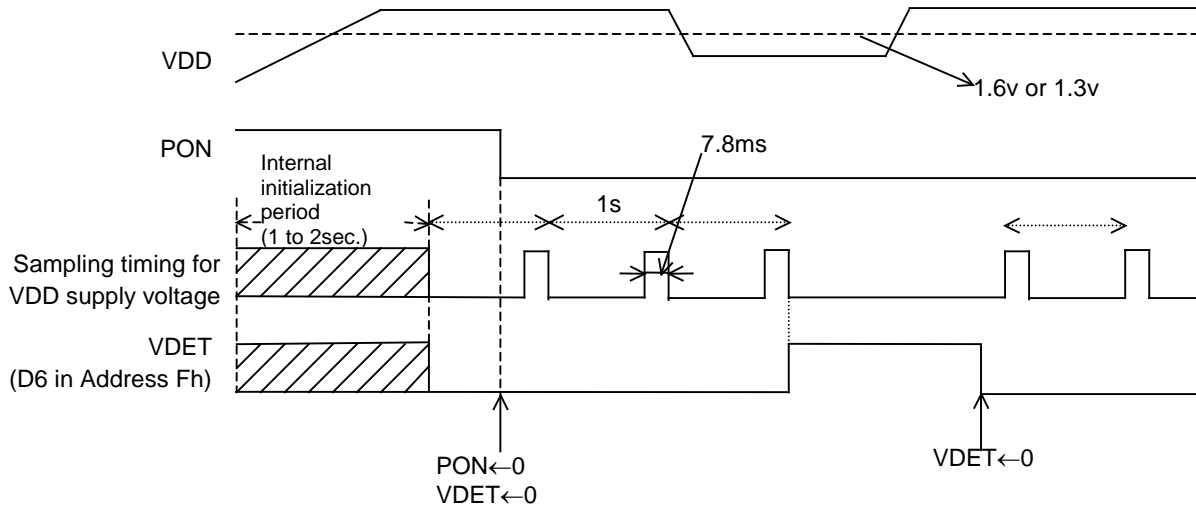 VDD
1.6v or 1.3v
PON
7.8ms
Internal
initialization
period
(1 to 2sec.)
1s
Sampling timing for
VDD supply voltage
VDET
(D6 in Address Fh)
PON←0
VDET←0
VDET←0